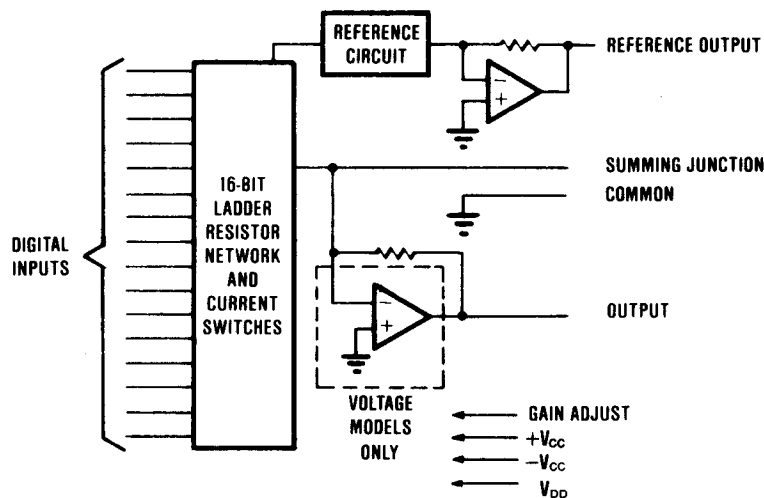 REFERENCE
CIRCUIT
REFERENCE OUTPUT
−
+
SUMMING JUNCTION
COMMON
16-BIT
LADDER
RESISTOR
NETWORK
AND
CURRENT
SWITCHES
DIGITAL
INPUTS
−
+
OUTPUT
VOLTAGE
MODELS
ONLY
GAIN ADJUST
+VCC
−VCC
VDD